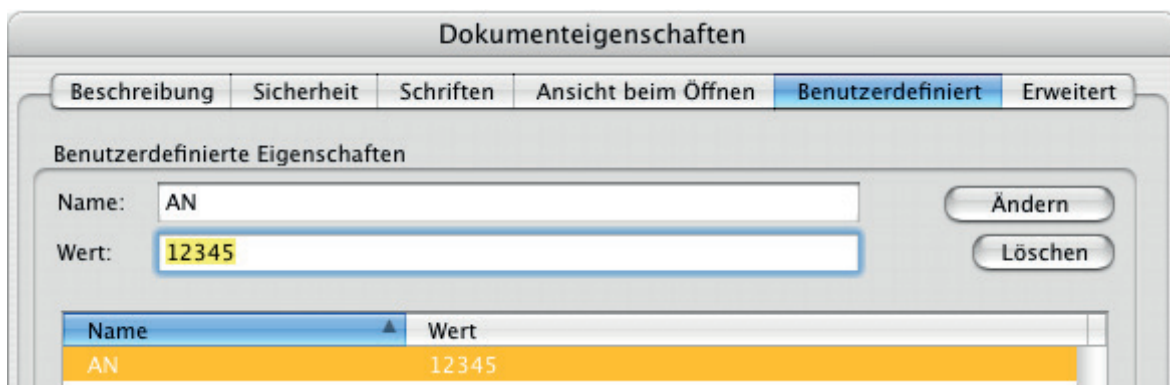 Dokumenteigenschaften
Beschreibung Sicherheit Schriften Ansicht beim Öffnen Benutzerdefiniert Erweitert
Benutzerdefinierte Eigenschaften
Name: AN Ändern
Wert: 12345 Löschen
Name Wert
AN 12345